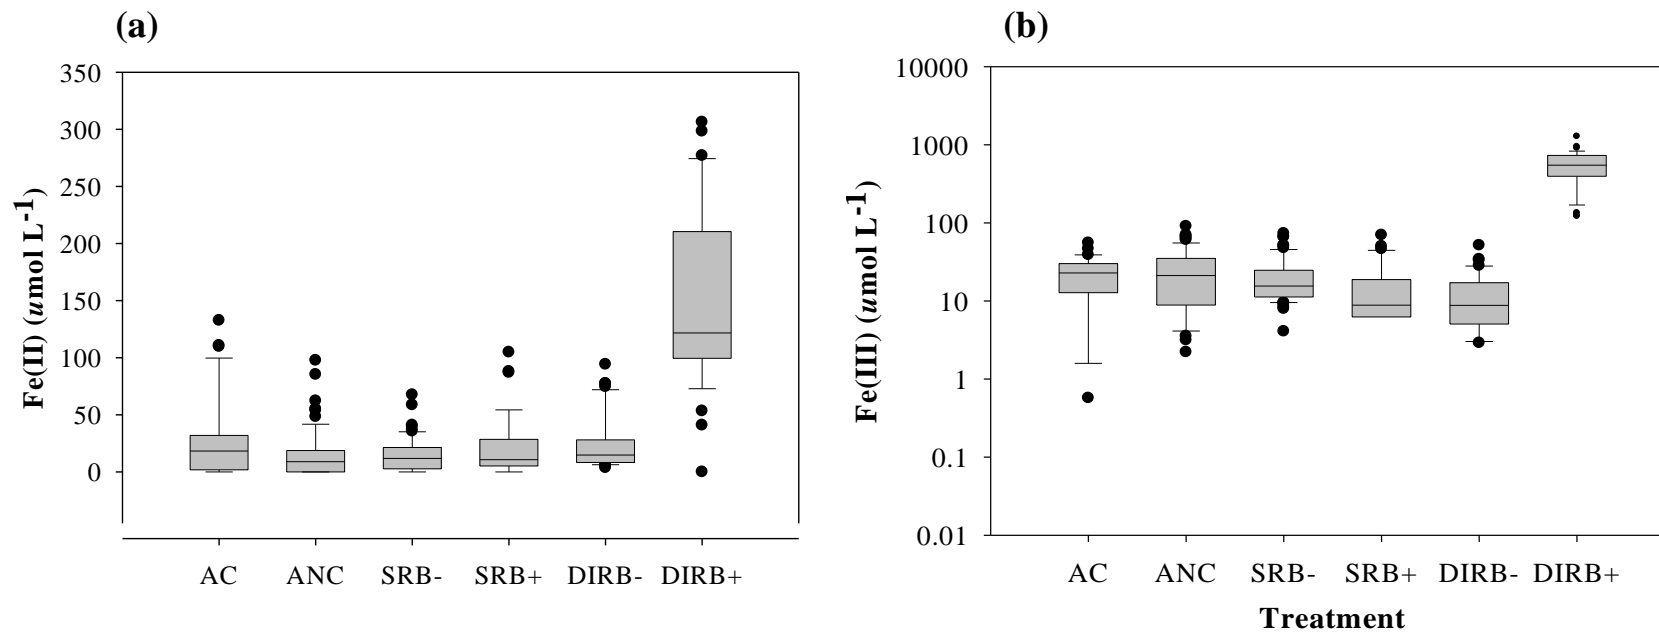 (a)
Fe(II) (umol L-1)
350
300
250
200
150
100
50
0
AC ANC SRB- SRB+ DIRB- DIRB+
(b)
Fe(III) (umol L-1)
10000
1000
100
10
1
0.1
0.01
AC ANC SRB- SRB+ DIRB- DIRB+
Treatment